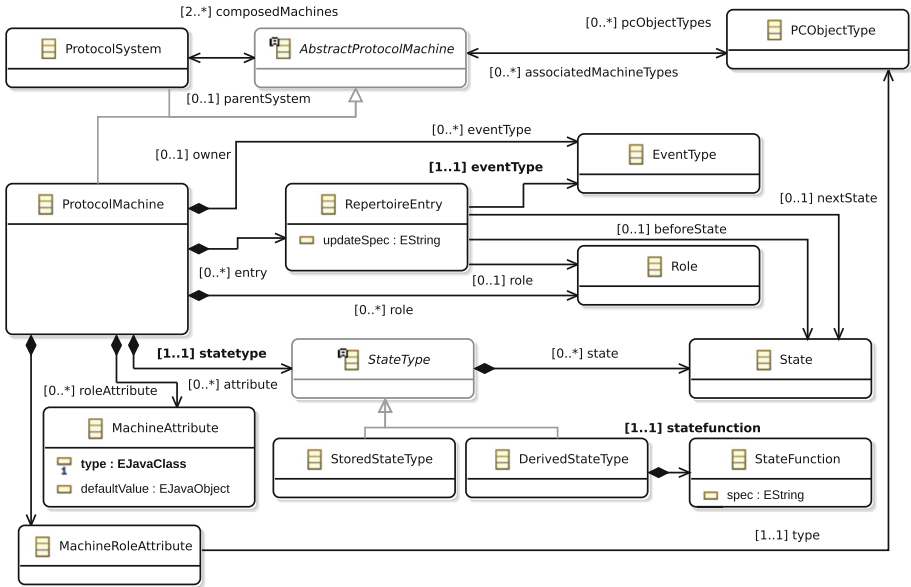 [2..*] composedMachines
[0..*] pcObjectTypes
ProtocolSystem
AbstractProtocolMachine
PCObjectType
[0..*] associatedMachineTypes
[0..1] parentSystem
[0..*] eventType
[0..1] owner
EventType
[1..1] eventType
ProtocolMachine
RepertoireEntry
[0..1] nextState
updateSpec : EString
[0..1] beforeState
[0..*] entry
Role
[0..1] role
[0..*] role
[1..1] statetype
StateType
[0..*] state
State
[0..*] roleAttribute
[0..*] attribute
MachineAttribute
[1..1] statefunction
type : EJavaClass
1
defaultValue : EJavaObject
StoredStateType
DerivedStateType
StateFunction
spec : EString
[1..1] type
MachineRoleAttribute